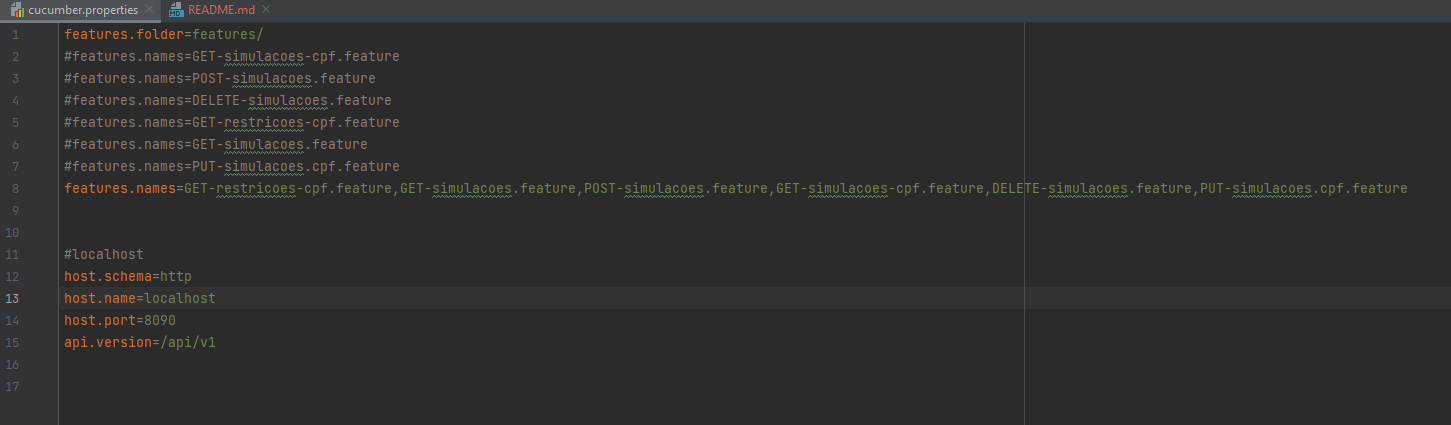 cucumber.properties README.md
1 features.folder=features/
2 #features.names=GET-simulacoes-cpf.feature
3 #features.names=POST-simulacoes.feature
4 #features.names=DELETE-simulacoes.feature
5 #features.names=GET-restricoes-cpf.feature
6 #features.names=GET-simulacoes.feature
7 #features.names=PUT-simulacoes.cpf.feature
8 features.names=GET-restricoes-cpf.feature,GET-simulacoes.feature,POST-simulacoes.feature,GET-simulacoes-cpf.feature,DELETE-simulacoes.feature,PUT-simulacoes.cpf.feature
9
10
11 #localhost
12 host.schema=http
13 host.name=localhost
14 host.port=8090
15 api.version=/api/v1
16
17